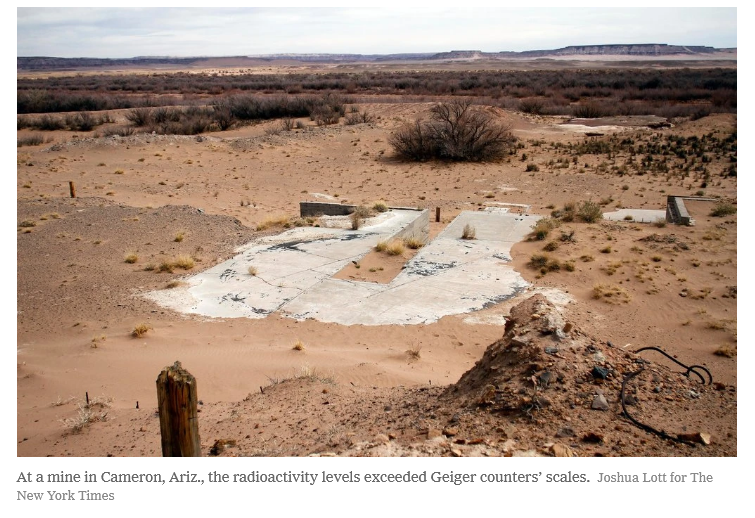 At a mine in Cameron, Ariz., the radioactivity levels exceeded Geiger counters’ scales. Joshua Lott for The
New York Times